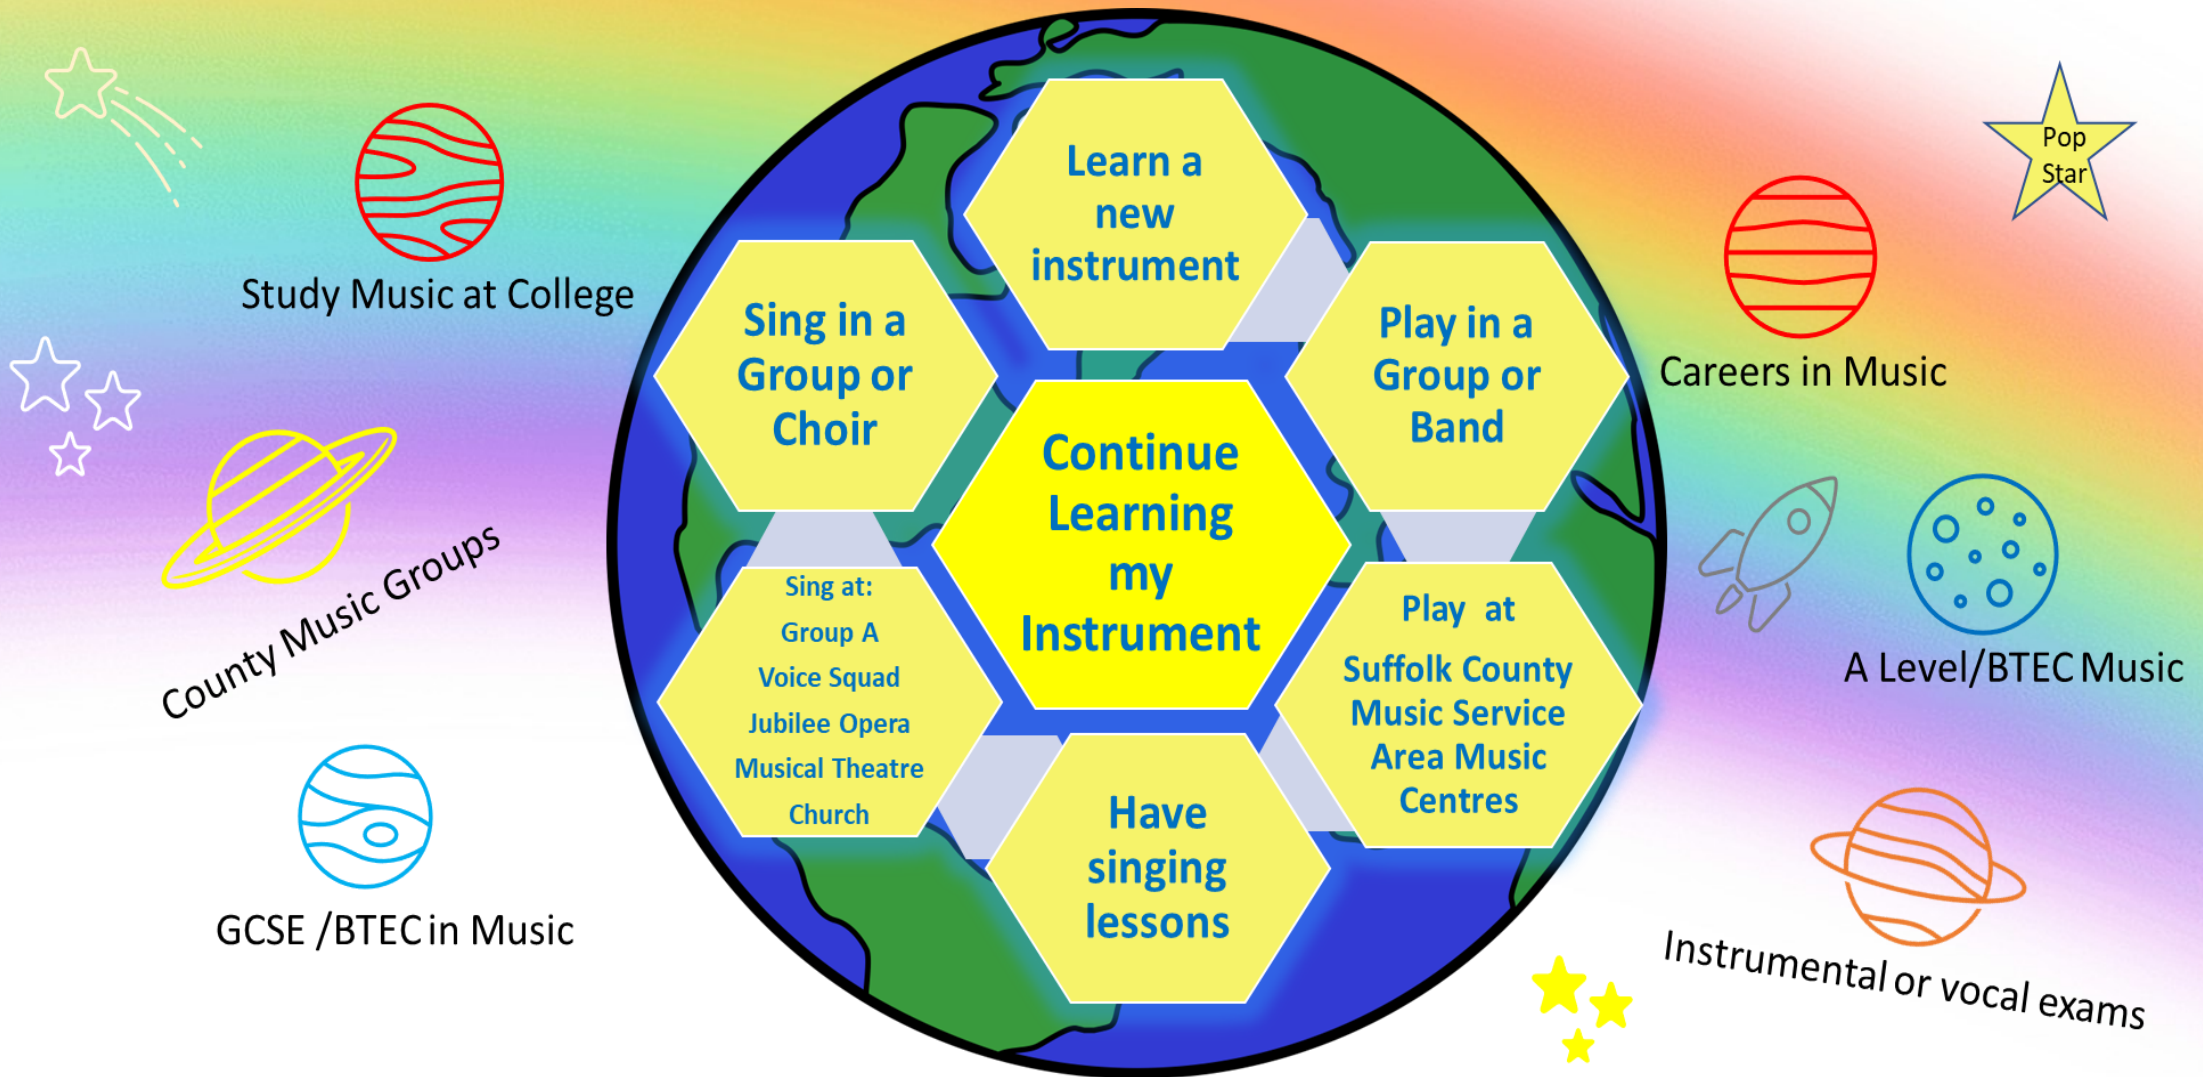 Study Music at College
County Music Groups
GCSE /BTEC in Music
Learn a
new
instrument
Sing in a
Group or
Choir
Play in a
Group or
Band
Continue
Learning
my
Instrument
Sing at:
Group A
Voice Squad
Jubilee Opera
Musical Theatre
Church
Play at
Suffolk County
Music Service
Area Music
Centres
Have
singing
lessons
Pop
Star
Careers in Music
A Level/BTEC Music
Instrumental or vocal exams